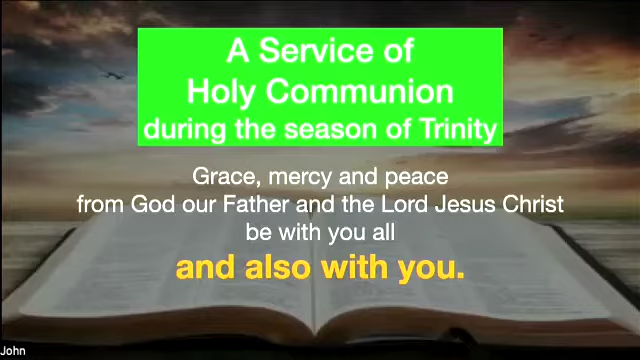 A Service of
Holy Communion
during the season of Trinity
Grace, mercy and peace
from God our Father and the Lord Jesus Christ
be with you all
and also with you.
John